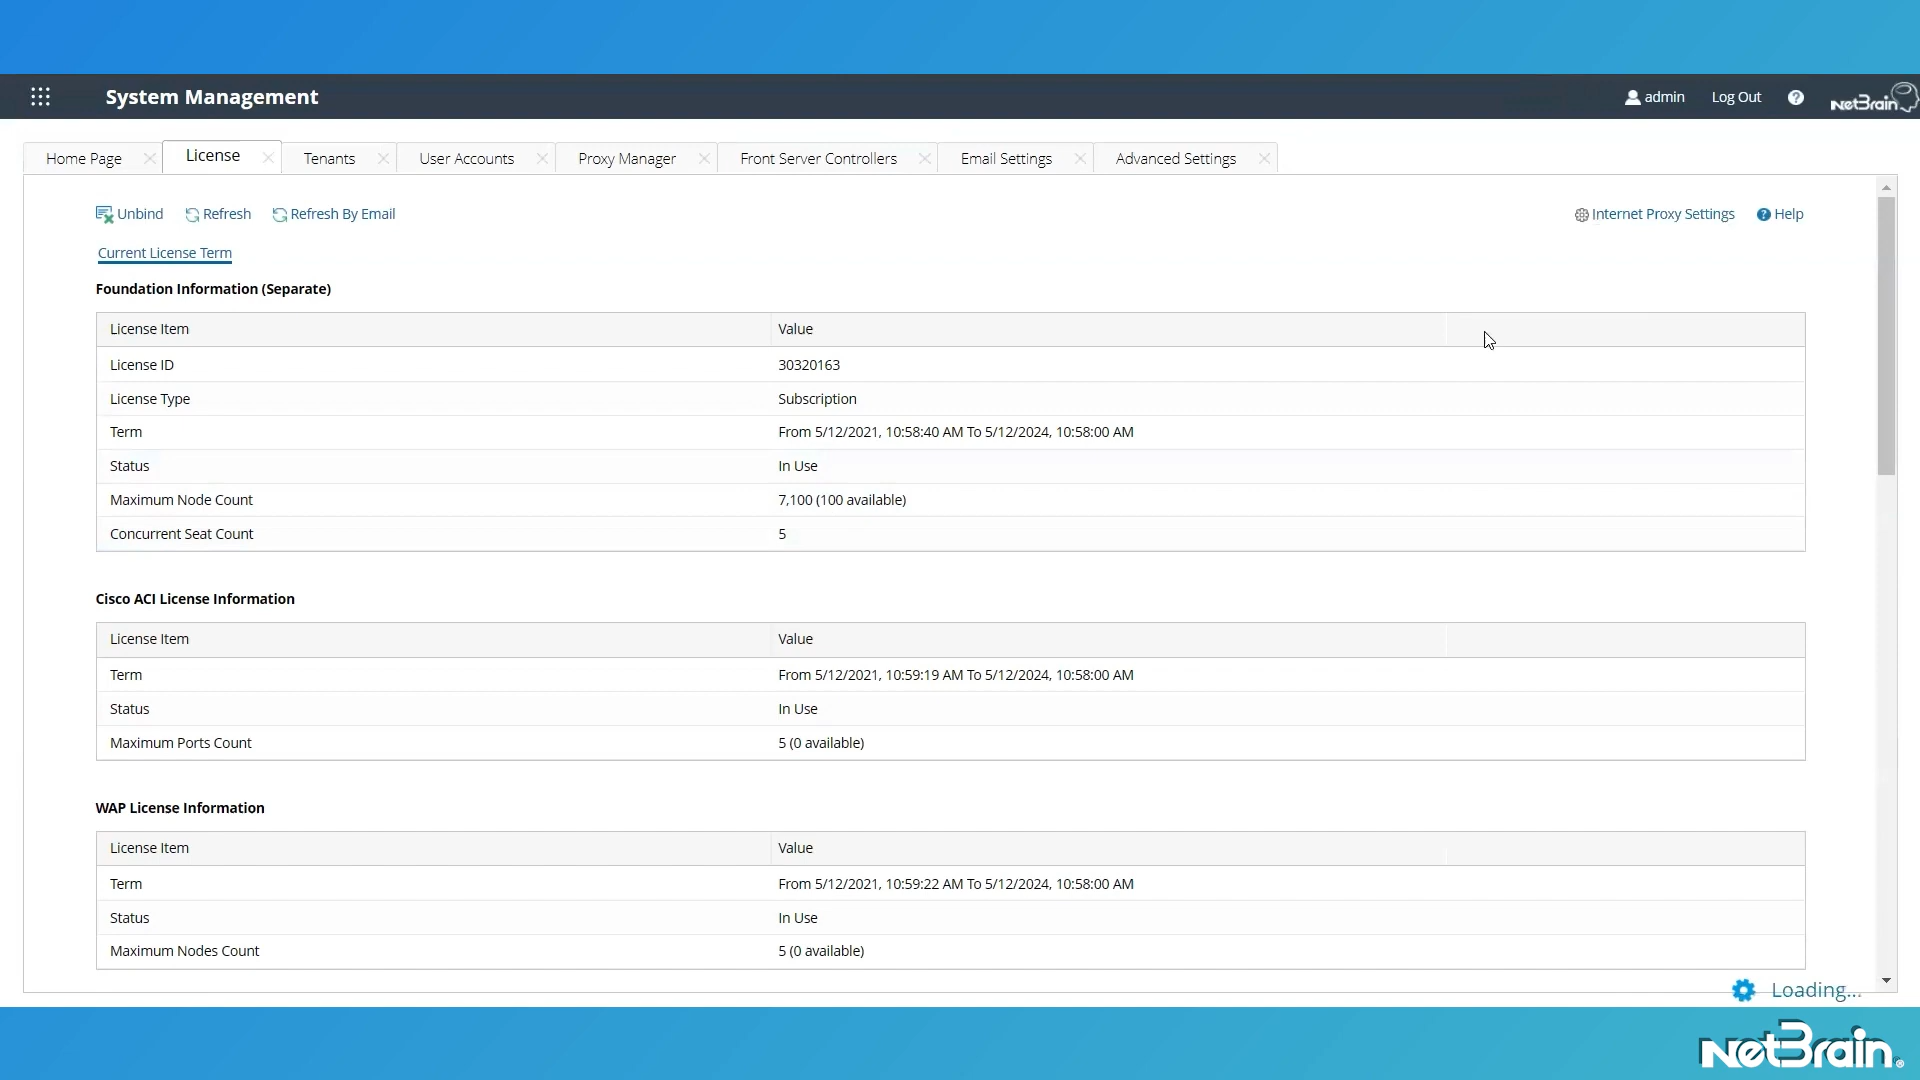 System Management
admin Log Out ? NetBrain
Home Page License Tenants User Accounts Proxy Manager Front Server Controllers Email Settings Advanced Settings
Unbind Refresh Refresh By Email Internet Proxy Settings ? Help
Current License Term
Foundation Information (Separate)
License Item Value
License ID 30320163
License Type Subscription
Term From 5/12/2021, 10:58:40 AM To 5/12/2024, 10:58:00 AM
Status In Use
Maximum Node Count 7,100 (100 available)
Concurrent Seat Count 5
Cisco ACI License Information
License Item Value
Term From 5/12/2021, 10:59:19 AM To 5/12/2024, 10:58:00 AM
Status In Use
Maximum Ports Count 5 (0 available)
WAP License Information
License Item Value
Term From 5/12/2021, 10:59:22 AM To 5/12/2024, 10:58:00 AM
Status In Use
Maximum Nodes Count 5 (0 available)
Loading...
NetBrain®